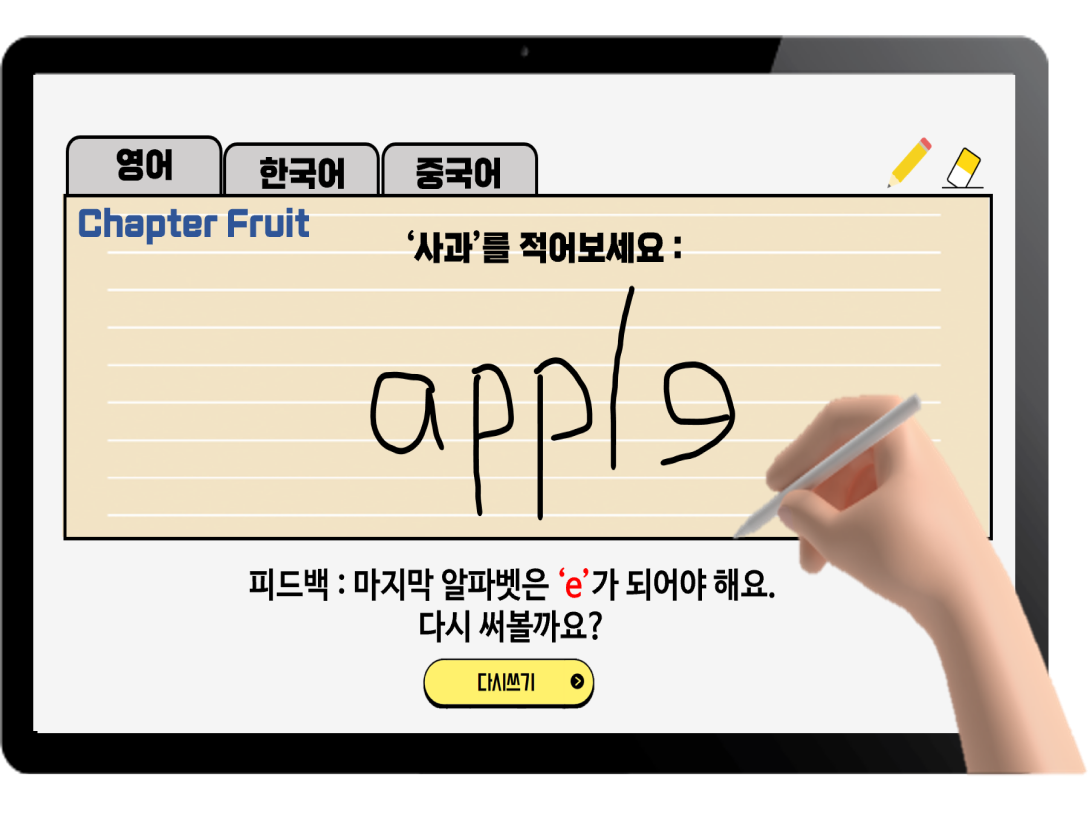 영어
한국어
중국어
Chapter Fruit
‘사과’를 적어보세요 :
apple
피드백 : 마지막 알파벳은 ‘e’가 되어야 해요.
다시 써볼까요?
다시쓰기